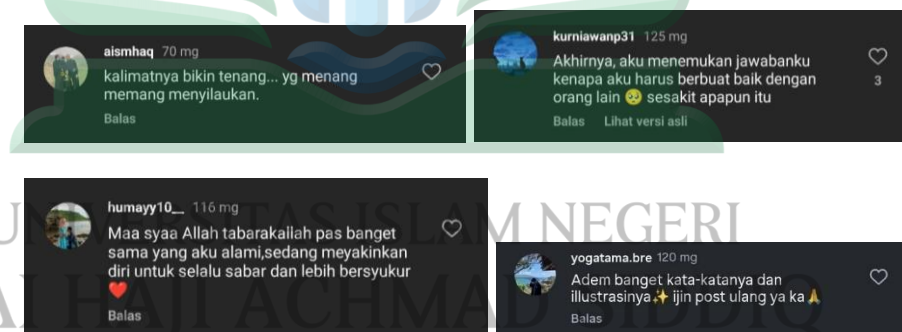 aismhaq 70 mg
kalimatnya bikin tenang... yg menang
memang menyilaukan.
Balas
kurniawanp31 125 mg
Akhirnya, aku menemukan jawabanku
kenapa aku harus berbuat baik dengan
orang lain 🥺 sesakit apapun itu
3
Balas Lihat versi asli
humayy10__ 116 mg
Maa syaa Allah tabarakallah pas banget
sama yang aku alami,sedang meyakinkan
diri untuk selalu sabar dan lebih bersyukur
❤️
Balas
yogatama.bre 120 mg
Adem banget kata-katanya dan
illustrasinya✨ ijin post ulang ya ka🙏
Balas
UNIVERSITAS ISLAM NEGERI
HAJI ACHMAD SIDDIQ